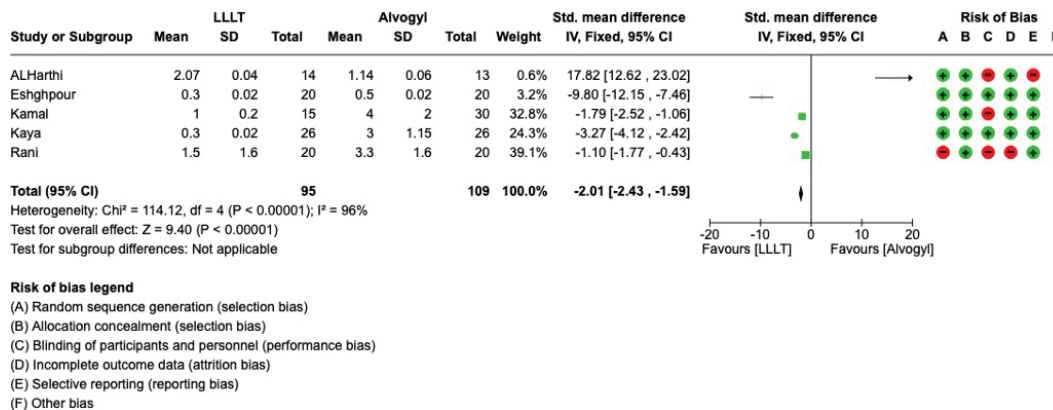 LLLT Alvogyl Std. mean difference Std. mean difference Risk of Bias
Study or Subgroup Mean SD Total Mean SD Total Weight IV, Fixed, 95% CI IV, Fixed, 95% CI A B C D E
ALHarthi 2.07 0.04 14 1.14 0.06 13 0.6% 17.82 [12.62 , 23.02] + + - + -
Eshghpour 0.3 0.02 20 0.5 0.02 20 3.2% -9.80 [-12.15 , -7.46] + + + + +
Kamal 1 0.2 15 4 2 30 32.8% -1.79 [-2.52 , -1.06] + + - + +
Kaya 0.3 0.02 26 3 1.15 26 24.3% -3.27 [-4.12 , -2.42] + + + + +
Rani 1.5 1.6 20 3.3 1.6 20 39.1% -1.10 [-1.77 , -0.43] - + - - +
Total (95% CI) 95 109 100.0% -2.01 [-2.43 , -1.59]
Heterogeneity: Chi² = 114.12, df = 4 (P < 0.00001); I² = 96%
Test for overall effect: Z = 9.40 (P < 0.00001)
Test for subgroup differences: Not applicable
-20 -10 0 10 20
Favours [LLLT] Favours [Alvogyl]
Risk of bias legend
(A) Random sequence generation (selection bias)
(B) Allocation concealment (selection bias)
(C) Blinding of participants and personnel (performance bias)
(D) Incomplete outcome data (attrition bias)
(E) Selective reporting (reporting bias)
(F) Other bias